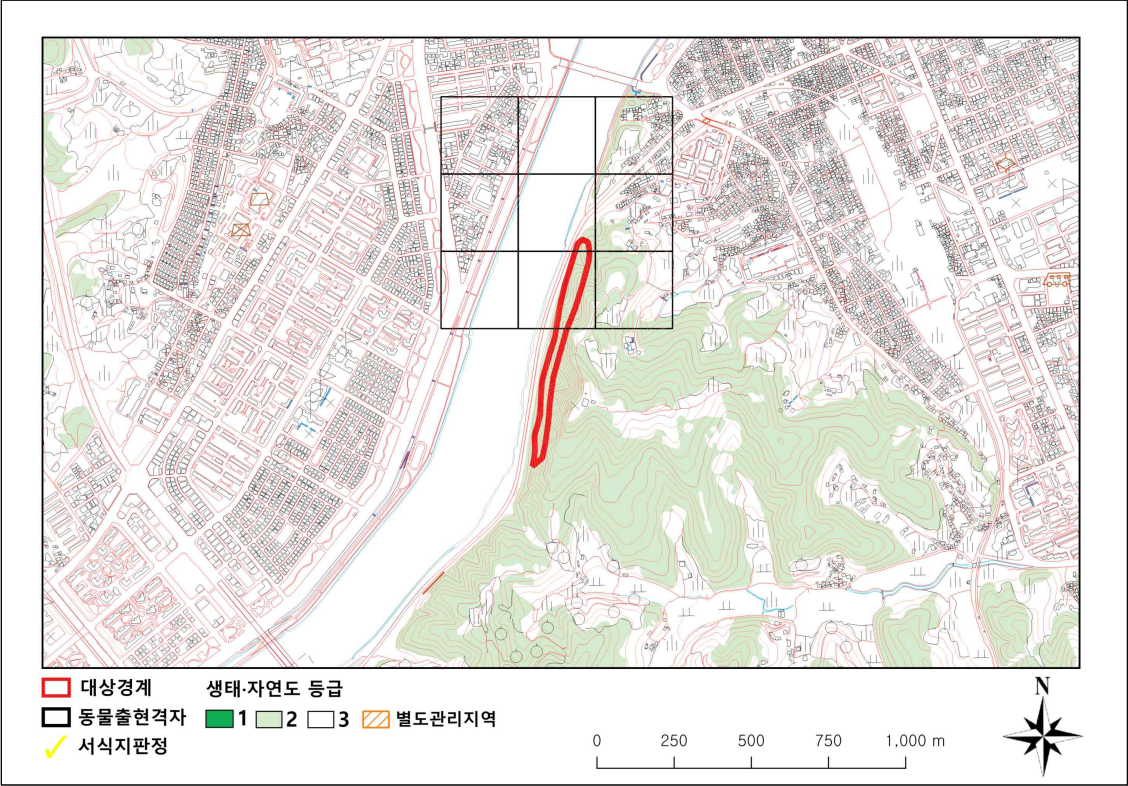 대상경계 생태·자연도 등급 N
동물출현격자 1 2 3 별도관리지역
서식지판정
0 250 500 750 1,000 m